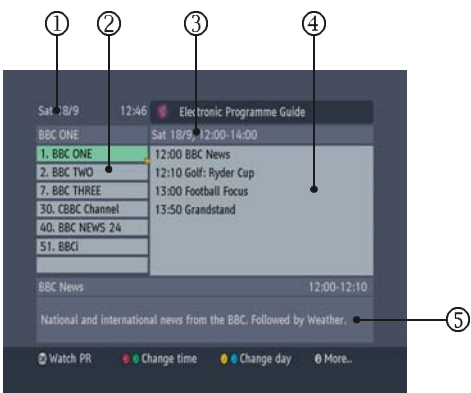 ① ② ③ ④
Sat 18/9 12:46 Electronic Programme Guide
BBC ONE Sat 18/9, 12:00-14:00
1. BBC ONE 12:00 BBC News
2. BBC TWO 12:10 Golf: Ryder Cup
7. BBC THREE 13:00 Football Focus
30. CBBC Channel 13:50 Grandstand
40. BBC NEWS 24
51. BBCi
BBC News 12:00-12:10
National and international news from the BBC. Followed by Weather. ⑤
OK Watch PR Change time Change day i More..